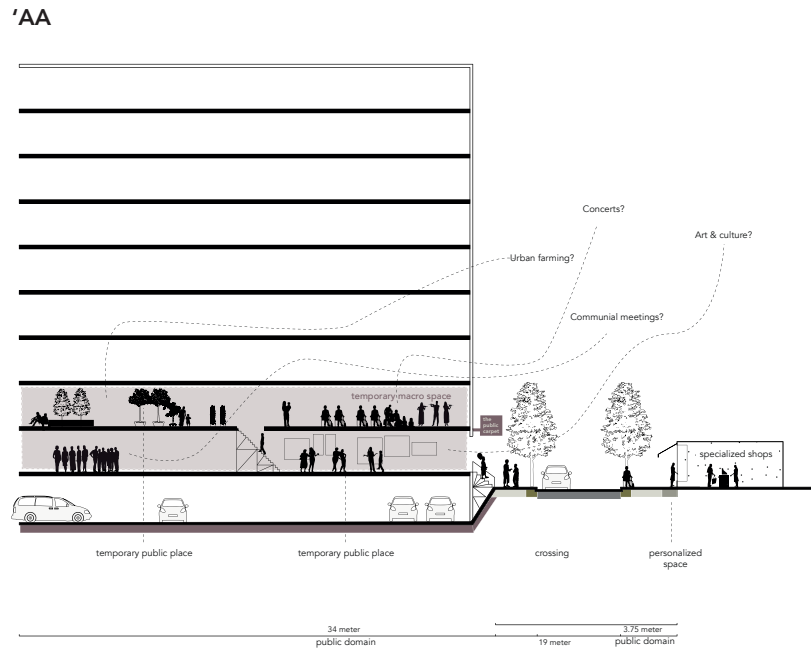 'AA
Concerts?
Art & culture?
Urban farming?
Communial meetings?
temporary macro space
the
public
carpet
specialized shops
temporary public place
temporary public place
crossing
personalized
space
34 meter
3.75 meter
public domain
19 meter
public domain